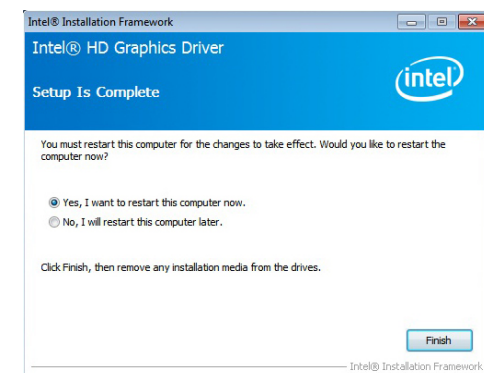 Intel® Installation Framework
Intel® HD Graphics Driver
intel
Setup Is Complete
You must restart this computer for the changes to take effect. Would you like to restart the
computer now?
Yes, I want to restart this computer now.
No, I will restart this computer later.
Click Finish, then remove any installation media from the drives.
Finish
Intel® Installation Framework